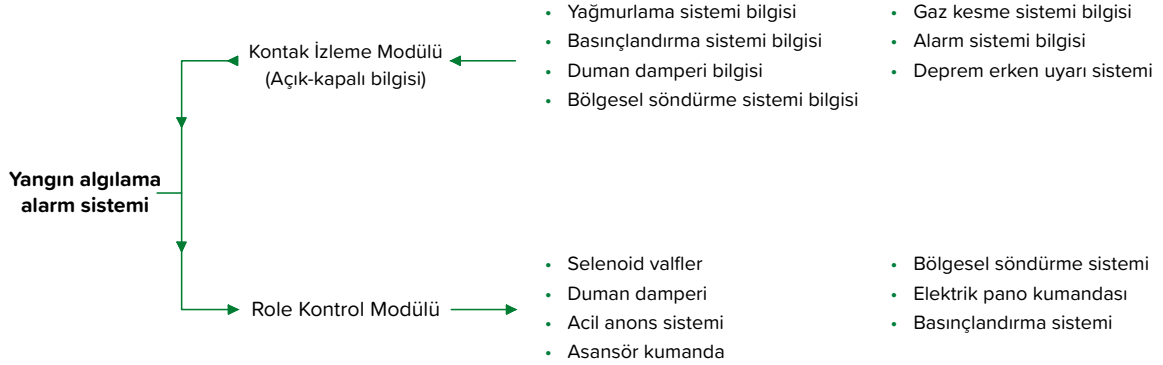 • Yağmurlama sistemi bilgisi
• Basınçlandırma sistemi bilgisi
• Duman damperi bilgisi
• Bölgesel söndürme sistemi bilgisi
• Gaz kesme sistemi bilgisi
• Alarm sistemi bilgisi
• Deprem erken uyarı sistemi
Kontak İzleme Modülü
(Açık-kapalı bilgisi)
Yangın algılama
alarm sistemi
Role Kontrol Modülü
• Selenoid valfler
• Duman damperi
• Acil anons sistemi
• Asansör kumanda
• Bölgesel söndürme sistemi
• Elektrik pano kumandası
• Basınçlandırma sistemi